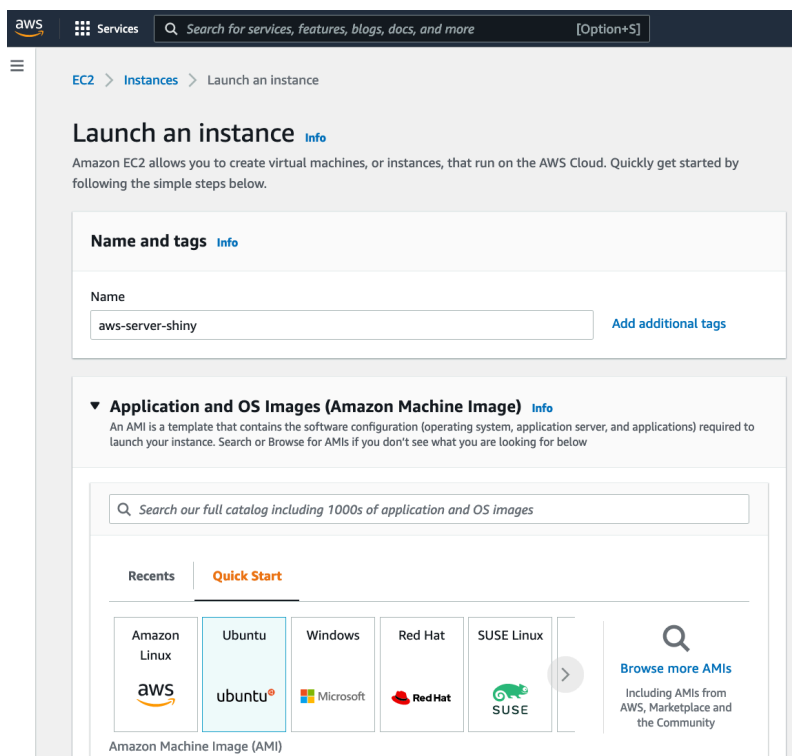 aws
Services
Search for services, features, blogs, docs, and more
[Option+S]
EC2 > Instances > Launch an instance
Launch an instance Info
Amazon EC2 allows you to create virtual machines, or instances, that run on the AWS Cloud. Quickly get started by
following the simple steps below.
Name and tags Info
Name
aws-server-shiny
Add additional tags
Application and OS Images (Amazon Machine Image) Info
An AMI is a template that contains the software configuration (operating system, application server, and applications) required to
launch your instance. Search or Browse for AMIs if you don't see what you are looking for below
Search our full catalog including 1000s of application and OS images
Recents
Quick Start
Amazon
Linux
aws
Ubuntu
ubuntu
Windows
Microsoft
Red Hat
Red Hat
SUSE Linux
SUSE
Browse more AMIs
Including AMIs from
AWS, Marketplace and
the Community
Amazon Machine Image (AMI)